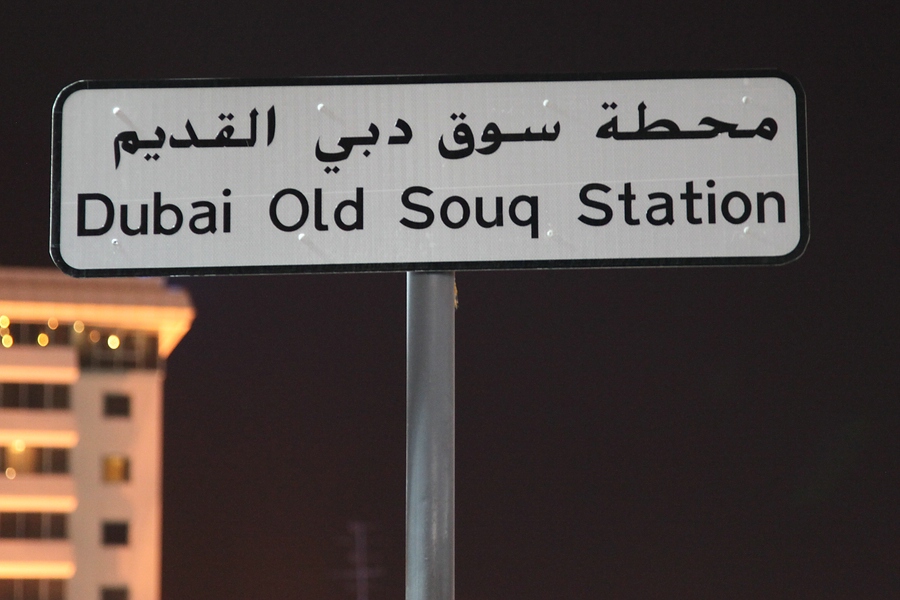 محطة سوق دبي القديم
Dubai Old Souq Station